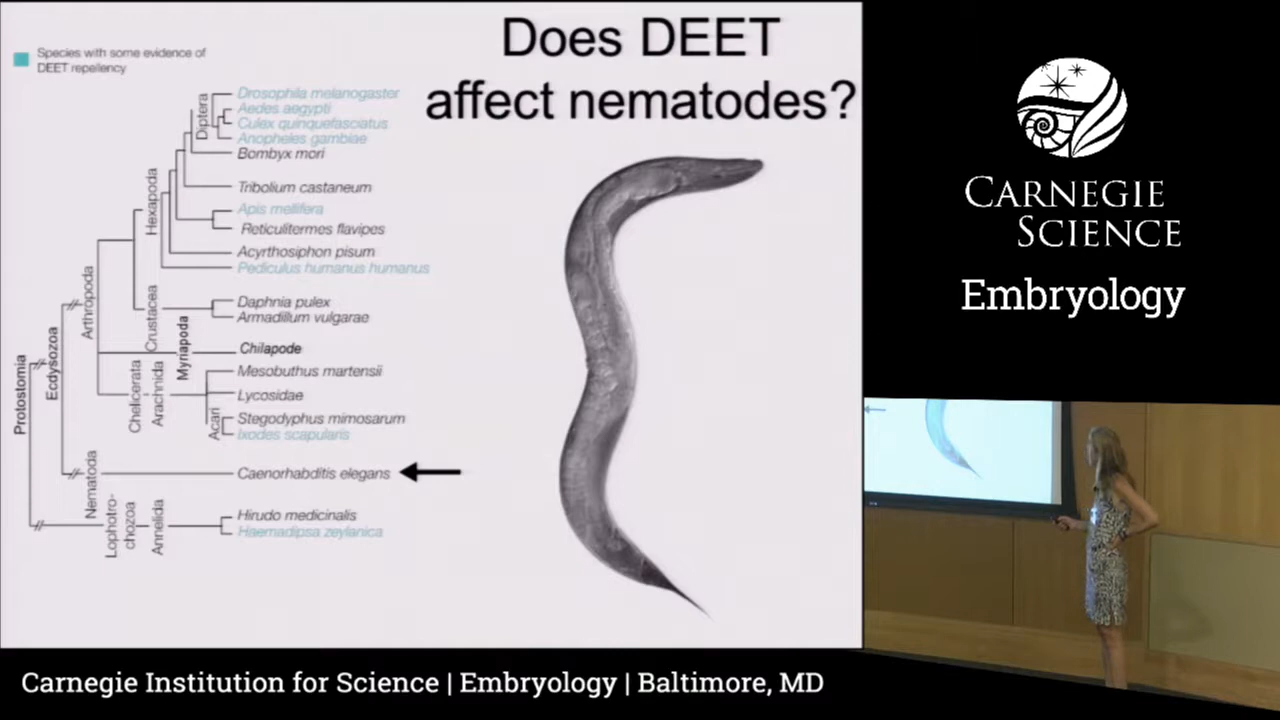 Does DEET
affect nematodes?
Species with some evidence of
DEET repellency
Drosophila melanogaster
Aedes aegypti
Culex quinquefasciatus
Anopheles gambiae
Bombyx mori
Tribolium castaneum
Apis mellifera
Reticulitermes flavipes
Acyrthosiphon pisum
Pediculus humanus humanus
Daphnia pulex
Armadillum vulgarae
Chilapode
Mesobuthus martensii
Lycosidae
Stegodyphus mimosarum
Ixodes scapularis
Caenorhabditis elegans
Hirudo medicinalis
Haemadipsa zeylanica
Diptera
Hexapoda
Crustacea
Myriapoda
Arthropoda
Chelicerata
Arachnida
Acari
Ecdysozoa
Protostomia
Nematoda
Lophotro-
chozoa
Annelida
CARNEGIE
SCIENCE
Embryology
Carnegie Institution for Science | Embryology | Baltimore, MD